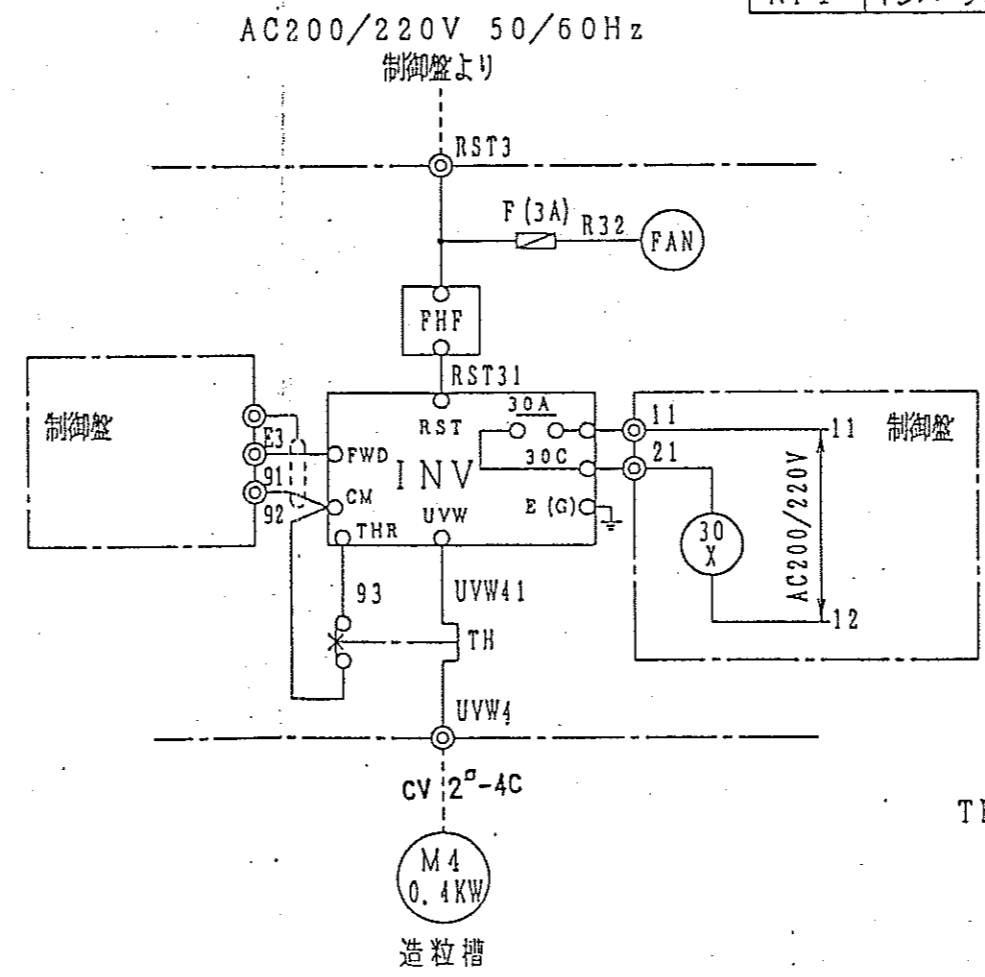 AC200/220V 50/60Hz
制御盤より
RST3
F(3A)
R32
FAN
FHF
RST31
制御盤
E3
91
92
FWD
CM
THR
RST
INV
UVW
30A
30C
E(G)
11
21
11
制御盤
30
X
AC200/220V
12
93
UVW41
TH
UVW4
CV 2□-4C
M4
0.4KW
造粒槽